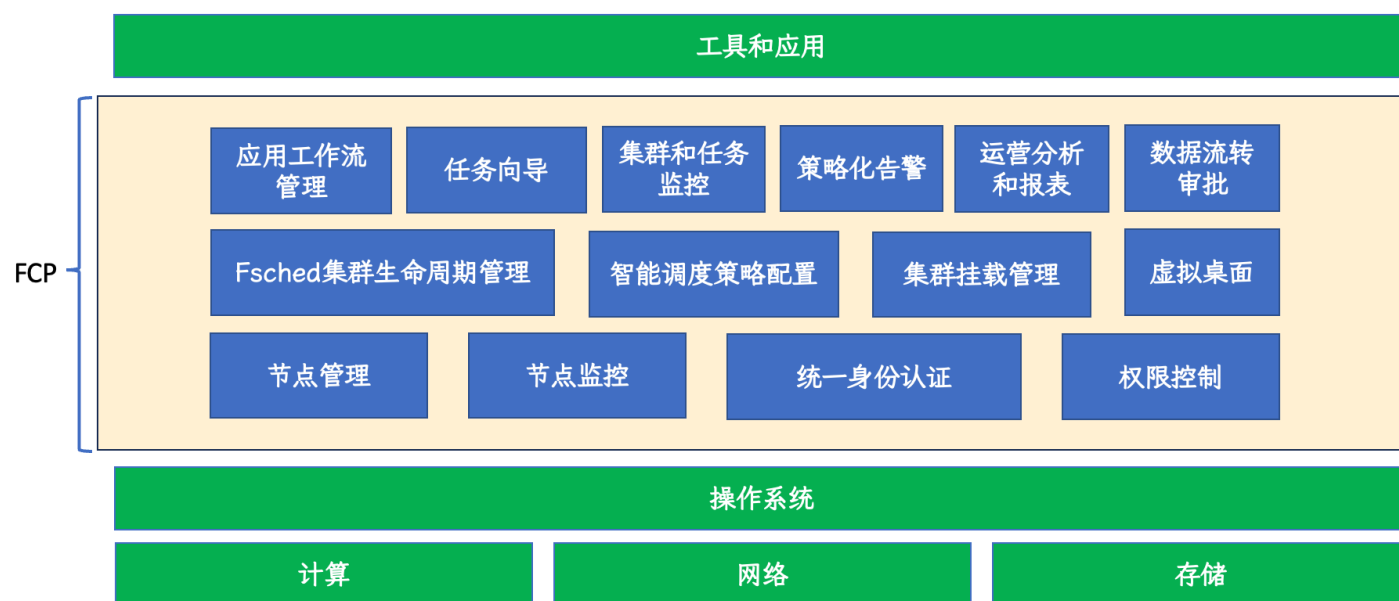 工具和应用
应用工作流
管理
任务向导
集群和任务
监控
策略化告警
运营分析
和报表
数据流转
审批
FCP
Fsched集群生命周期管理
智能调度策略配置
集群挂载管理
虚拟桌面
节点管理
节点监控
统一身份认证
权限控制
操作系统
计算
网络
存储